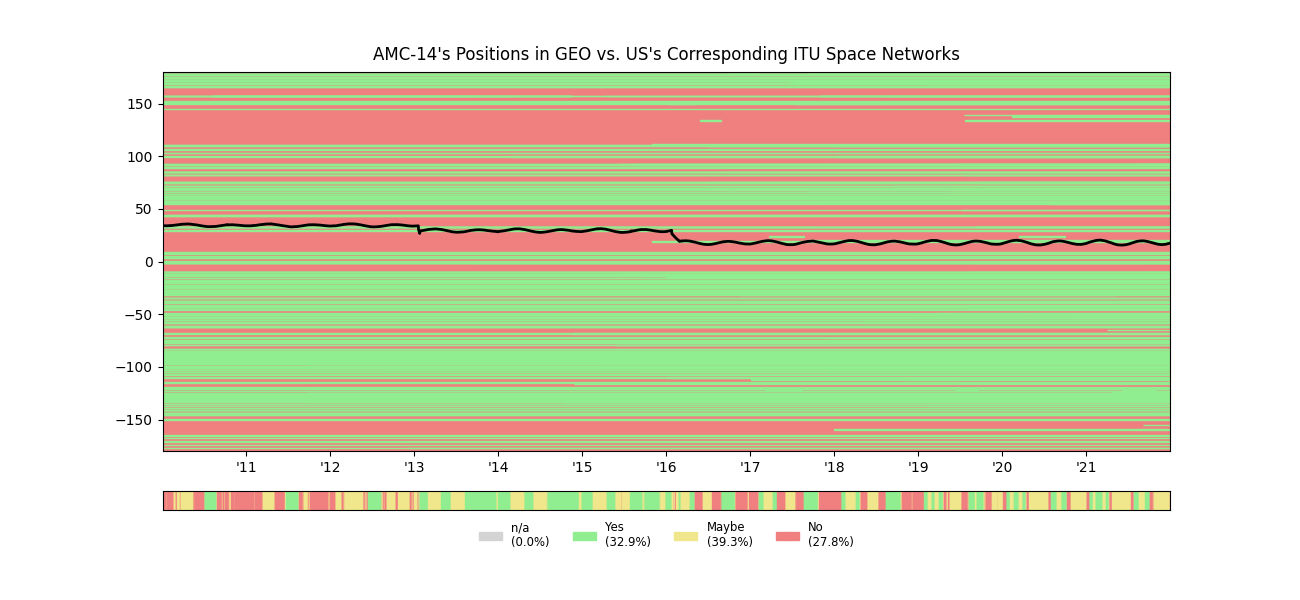 AMC-14's Positions in GEO vs. US's Corresponding ITU Space Networks
150
100
50
0
−50
−100
−150
'11 '12 '13 '14 '15 '16 '17 '18 '19 '20 '21
n/a Yes Maybe No
(0.0%) (32.9%) (39.3%) (27.8%)